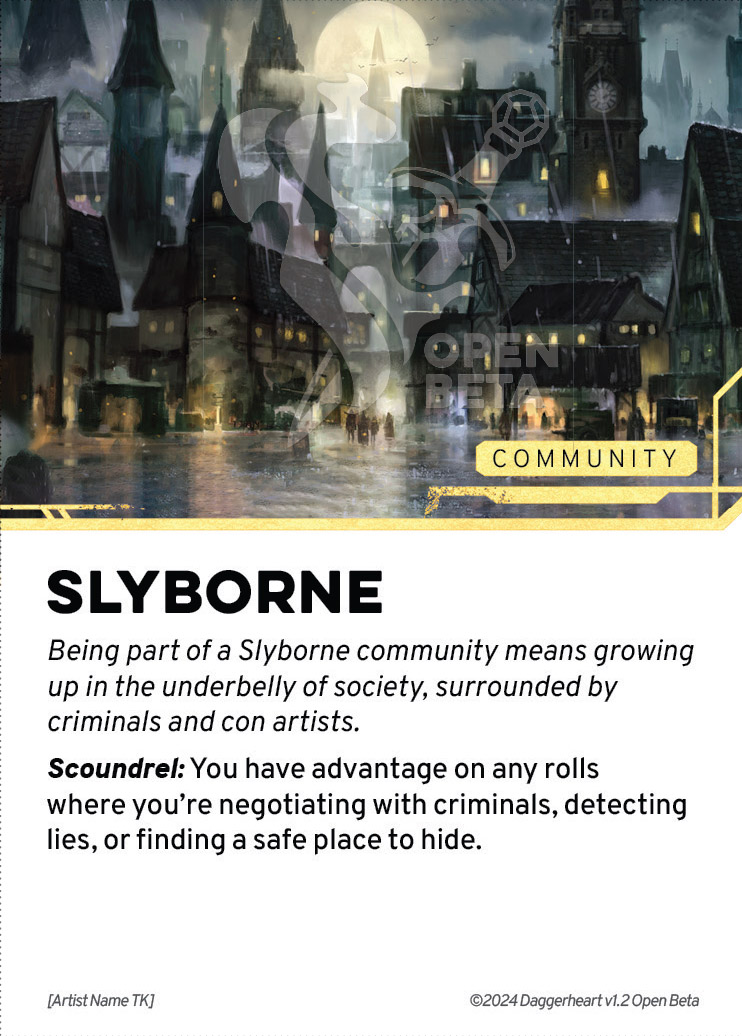 OPEN
BETA
COMMUNITY
SLYBORNE
Being part of a Slyborne community means growing
up in the underbelly of society, surrounded by
criminals and con artists.
Scoundrel: You have advantage on any rolls
where you’re negotiating with criminals, detecting
lies, or finding a safe place to hide.
[Artist Name TK]
©2024 Daggerheart v1.2 Open Beta